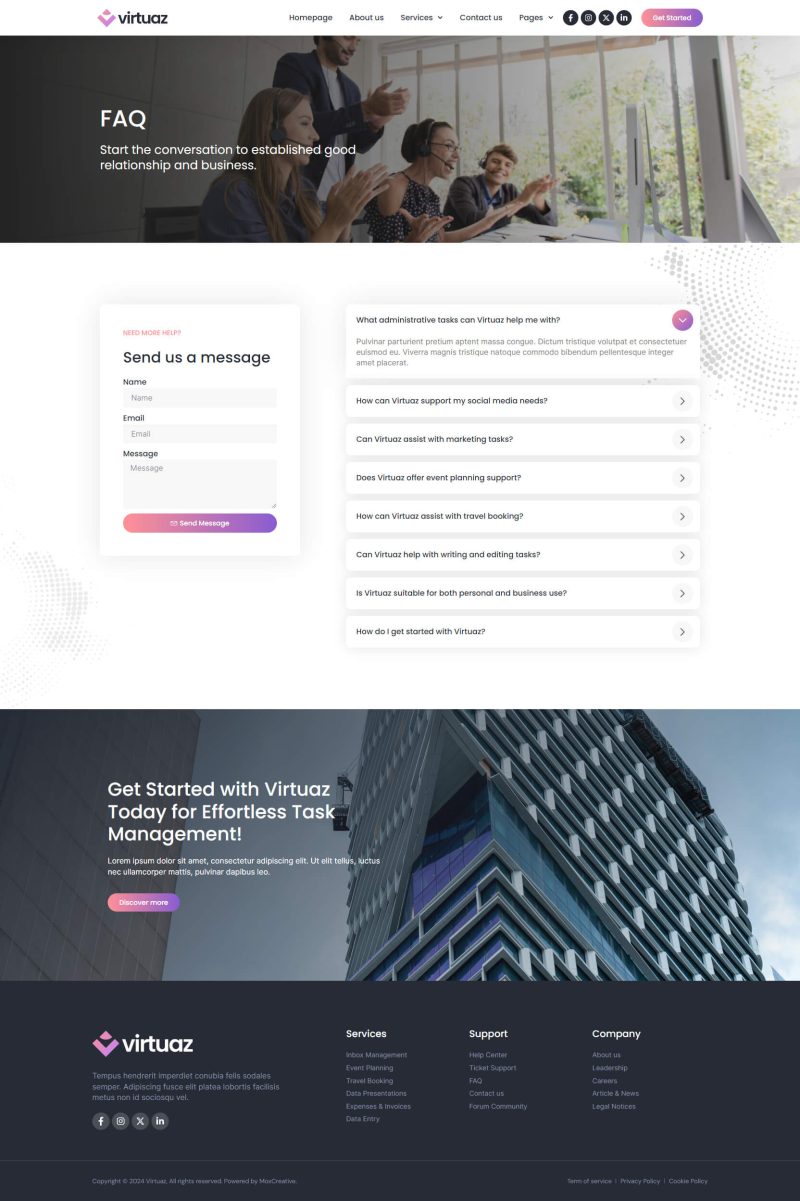 virtuaz
Homepage
About us
Services
Contact us
Pages
Get Started
FAQ
Start the conversation to established good
relationship and business.
NEED MORE HELP?
Send us a message
Name
Name
Email
Email
Message
Message
Send Message
What administrative tasks can Virtuaz help me with?
Pulvinar parturient pretium aptent massa congue. Dictum tristique volutpat et consectetuer
euismod eu. Viverra magnis tristique natoque commodo bibendum pellentesque integer
amet placerat.
How can Virtuaz support my social media needs?
Can Virtuaz assist with marketing tasks?
Does Virtuaz offer event planning support?
How can Virtuaz assist with travel booking?
Can Virtuaz help with writing and editing tasks?
Is Virtuaz suitable for both personal and business use?
How do I get started with Virtuaz?
Get Started with Virtuaz
Today for Effortless Task
Management!
Lorem ipsum dolor sit amet, consectetur adipiscing elit. Ut elit tellus, luctus
nec ullamcorper mattis, pulvinar dapibus leo.
Discover more
virtuaz
Tempus hendrerit imperdiet conubia felis sodales
semper. Adipiscing fusce elit platea lobortis facilisis
metus non id sociosqu vel.
Services
Inbox Management
Event Planning
Travel Booking
Data Presentations
Expenses & Invoices
Data Entry
Support
Help Center
Ticket Support
FAQ
Contact us
Forum Community
Company
About us
Leadership
Careers
Article & News
Legal Notices
Copyright © 2024 Virtuaz, All rights reserved. Powered by MoxCreative.
Term of service | Privacy Policy | Cookie Policy